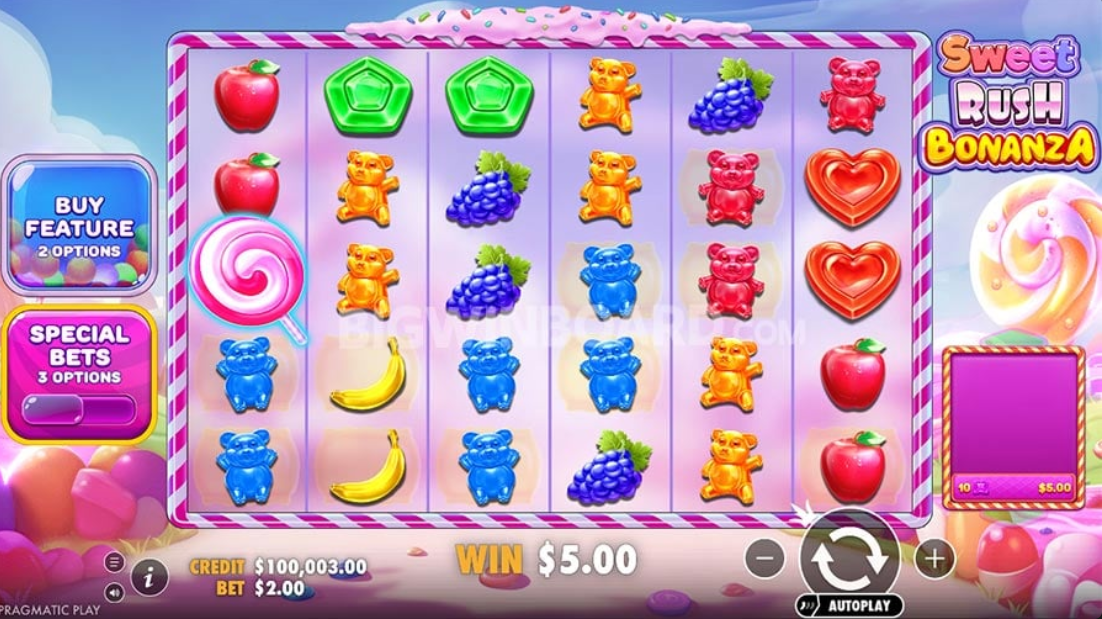 Sweet
RUSH
BONANZA
BUY
FEATURE
2 OPTIONS
SPECIAL
BETS
3 OPTIONS
BIGWINBOARD.COM
10 $5.00
CREDIT $100,003.00
BET $2.00
WIN $5.00
AUTOPLAY
PRAGMATIC PLAY